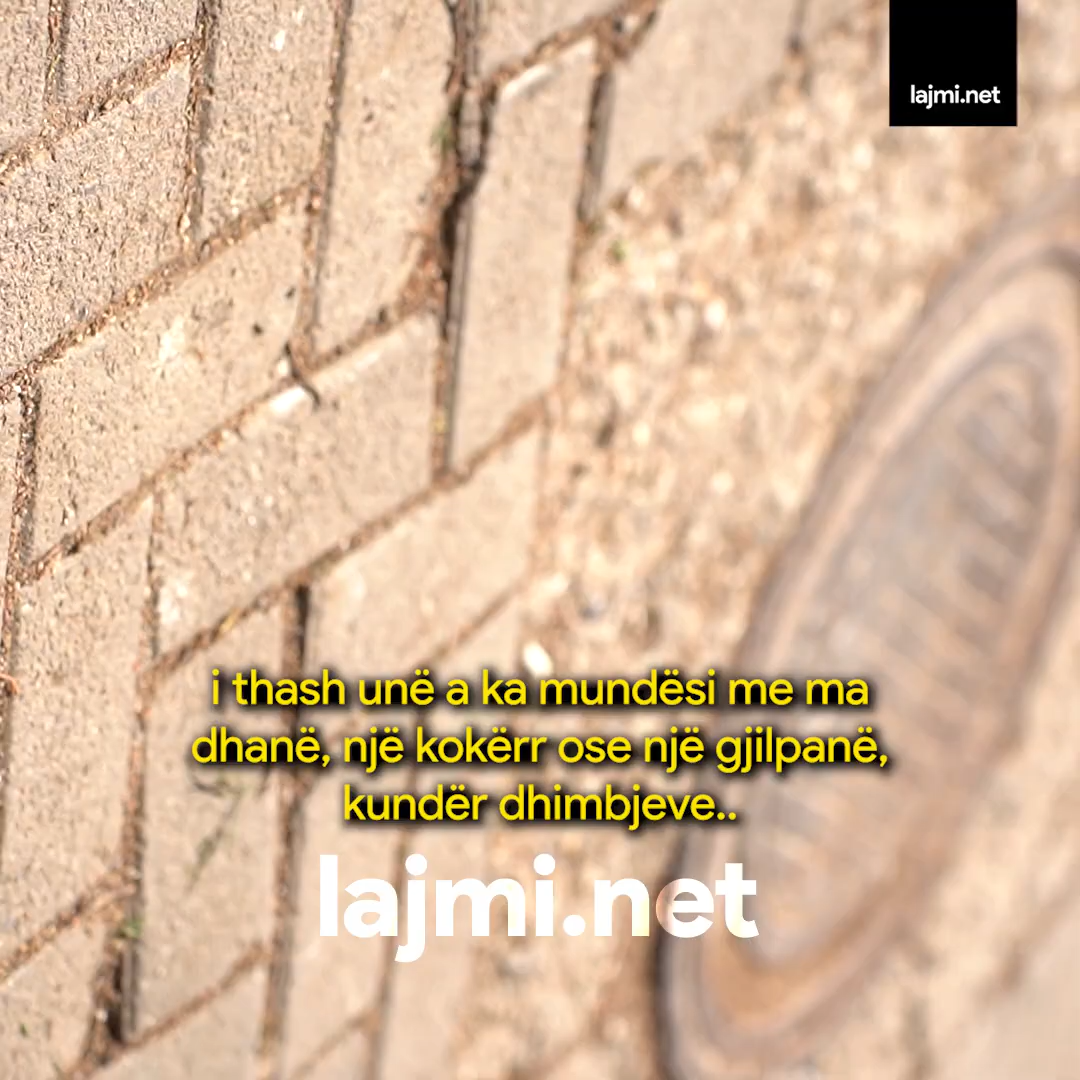 lajmi.net
i thash unë a ka mundësi me ma
dhanë, një kokërr ose një gjilpanë,
kundër dhimbjeve..
lajmi.net